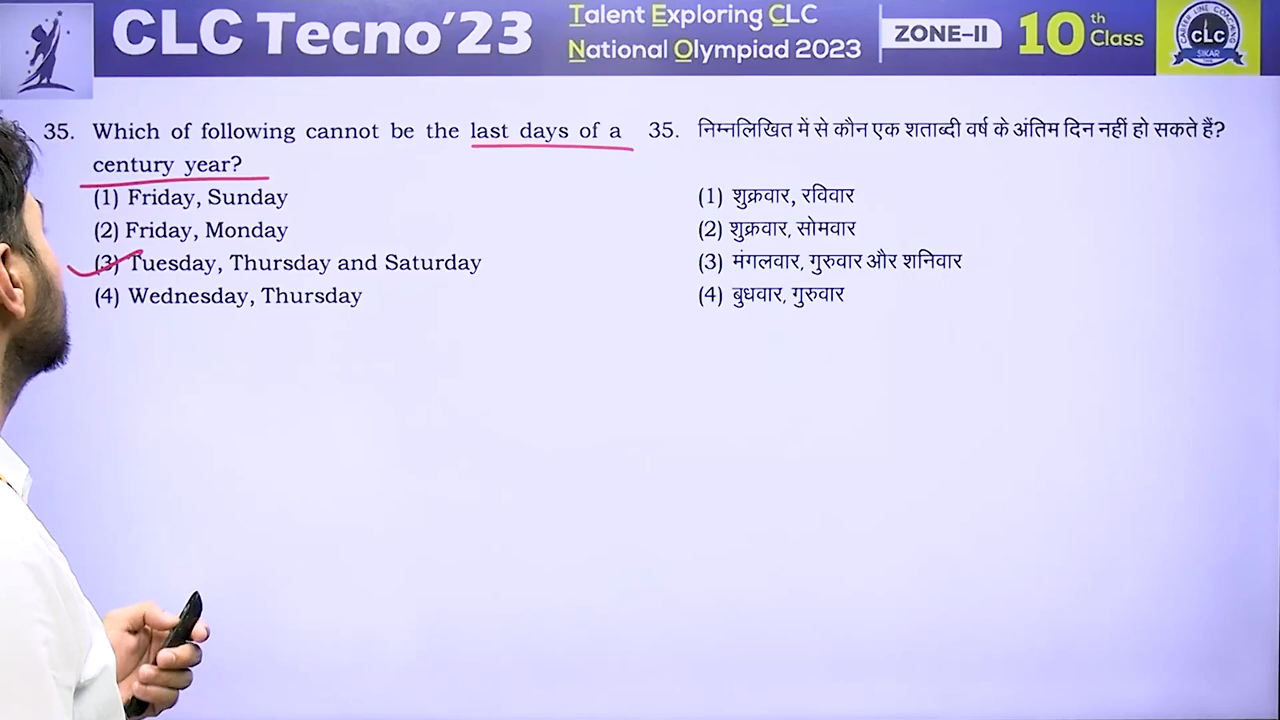 CLC Tecno'23
Talent Exploring CLC
National Olympiad 2023
ZONE-II
10th Class
CAREER LINE COACHING
CLC
SIKAR
35. Which of following cannot be the last days of a
century year?
(1) Friday, Sunday
(2) Friday, Monday
(3) Tuesday, Thursday and Saturday
(4) Wednesday, Thursday
35. निम्नलिखित में से कौन एक शताब्दी वर्ष के अंतिम दिन नहीं हो सकते हैं?
(1) शुक्रवार, रविवार
(2) शुक्रवार, सोमवार
(3) मंगलवार, गुरुवार और शनिवार
(4) बुधवार, गुरुवार